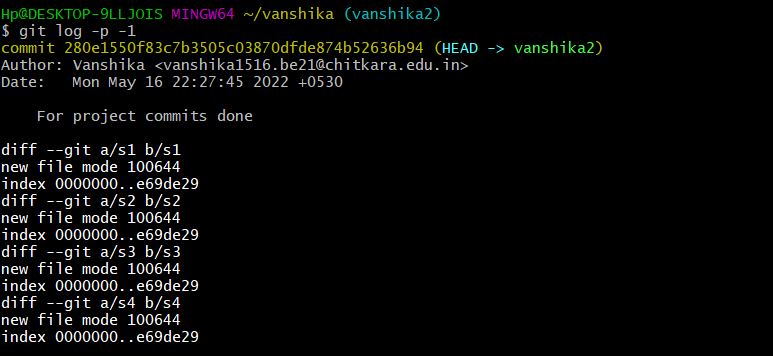 Hp@DESKTOP-9LLJOIS MINGW64 ~/vanshika (vanshika2)
$ git log -p -1
commit 280e1550f83c7b3505c03870dfde874b52636b94 (HEAD -> vanshika2)
Author: Vanshika <vanshika1516.be21@chitkara.edu.in>
Date:   Mon May 16 22:27:45 2022 +0530

    For project commits done

diff --git a/s1 b/s1
new file mode 100644
index 0000000..e69de29
diff --git a/s2 b/s2
new file mode 100644
index 0000000..e69de29
diff --git a/s3 b/s3
new file mode 100644
index 0000000..e69de29
diff --git a/s4 b/s4
new file mode 100644
index 0000000..e69de29